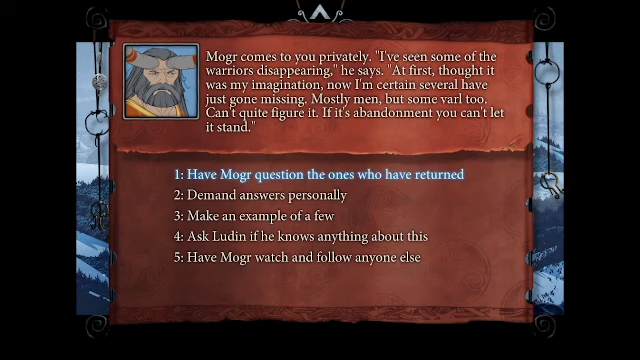 Mogr comes to you privately. "I've seen some of the
warriors disappearing," he says. "At first, thought it
was my imagination, now I'm certain several have
just gone missing. Mostly men, but some varl too.
Can't quite figure it. If it's abandonment you can't let
it stand."
1: Have Mogr question the ones who have returned
2: Demand answers personally
3: Make an example of a few
4: Ask Ludin if he knows anything about this
5: Have Mogr watch and follow anyone else